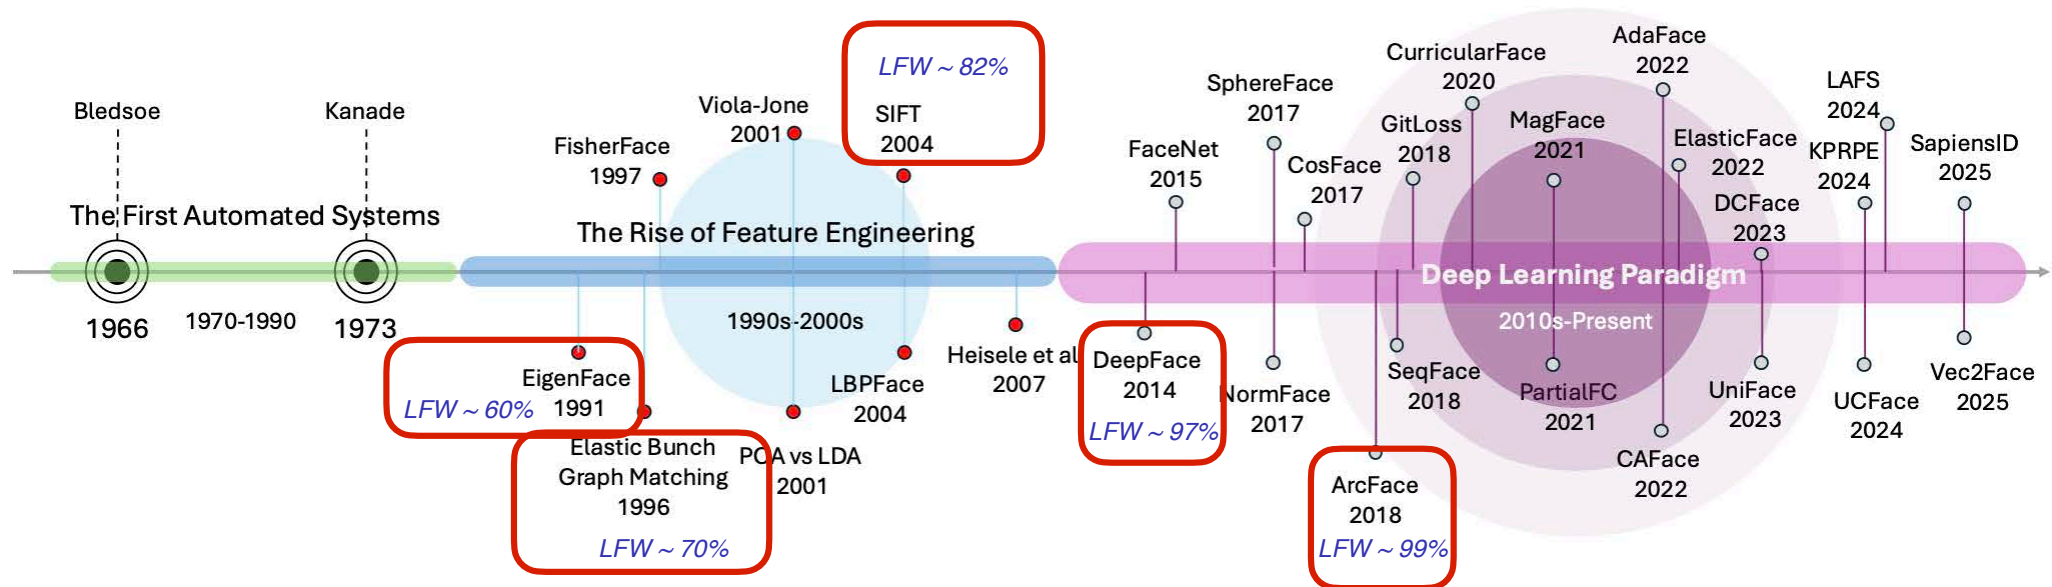 Bledsoe
Kanade
The First Automated Systems
1966
1970-1990
1973
FisherFace
1997
Viola-Jone
2001
LFW ~ 82%
SIFT
2004
The Rise of Feature Engineering
1990s-2000s
EigenFace
1991
LFW ~ 60%
Elastic Bunch
Graph Matching
1996
LFW ~ 70%
PCA vs LDA
2001
LBPFace
2004
Heisele et al
2007
FaceNet
2015
SphereFace
2017
CosFace
2017
CurricularFace
2020
GitLoss
2018
MagFace
2021
AdaFace
2022
ElasticFace
2022
DCFace
2023
LAFS
2024
KPRPE
2024
SapiensID
2025
Deep Learning Paradigm
2010s-Present
DeepFace
2014
LFW ~ 97%
NormFace
2017
ArcFace
2018
LFW ~ 99%
SeqFace
2018
PartialFC
2021
CAFace
2022
UniFace
2023
UCFace
2024
Vec2Face
2025